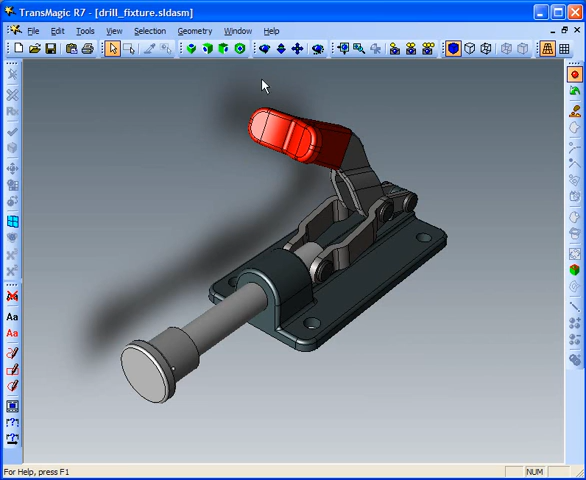 TransMagic R7 - [drill_fixture.sldasm]
File Edit Tools View Selection Geometry Window Help
Rx
Aa
Aa
[?]
[?]
For Help, press F1 NUM